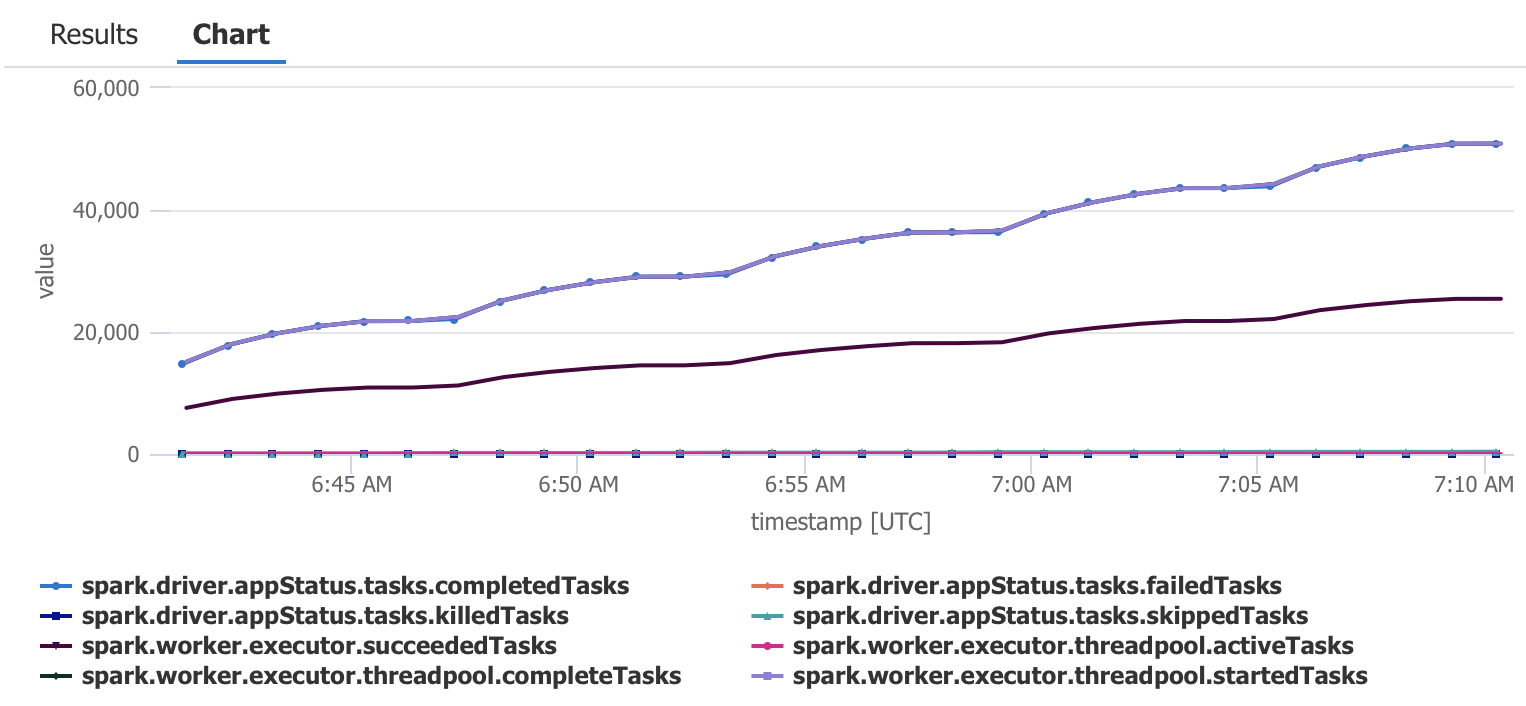 Results Chart
60,000
40,000
20,000
0
value
6:45 AM 6:50 AM 6:55 AM 7:00 AM 7:05 AM 7:10 AM
timestamp [UTC]
spark.driver.appStatus.tasks.completedTasks spark.driver.appStatus.tasks.failedTasks
spark.driver.appStatus.tasks.killedTasks spark.driver.appStatus.tasks.skippedTasks
spark.worker.executor.succeededTasks spark.worker.executor.threadpool.activeTasks
spark.worker.executor.threadpool.completeTasks spark.worker.executor.threadpool.startedTasks